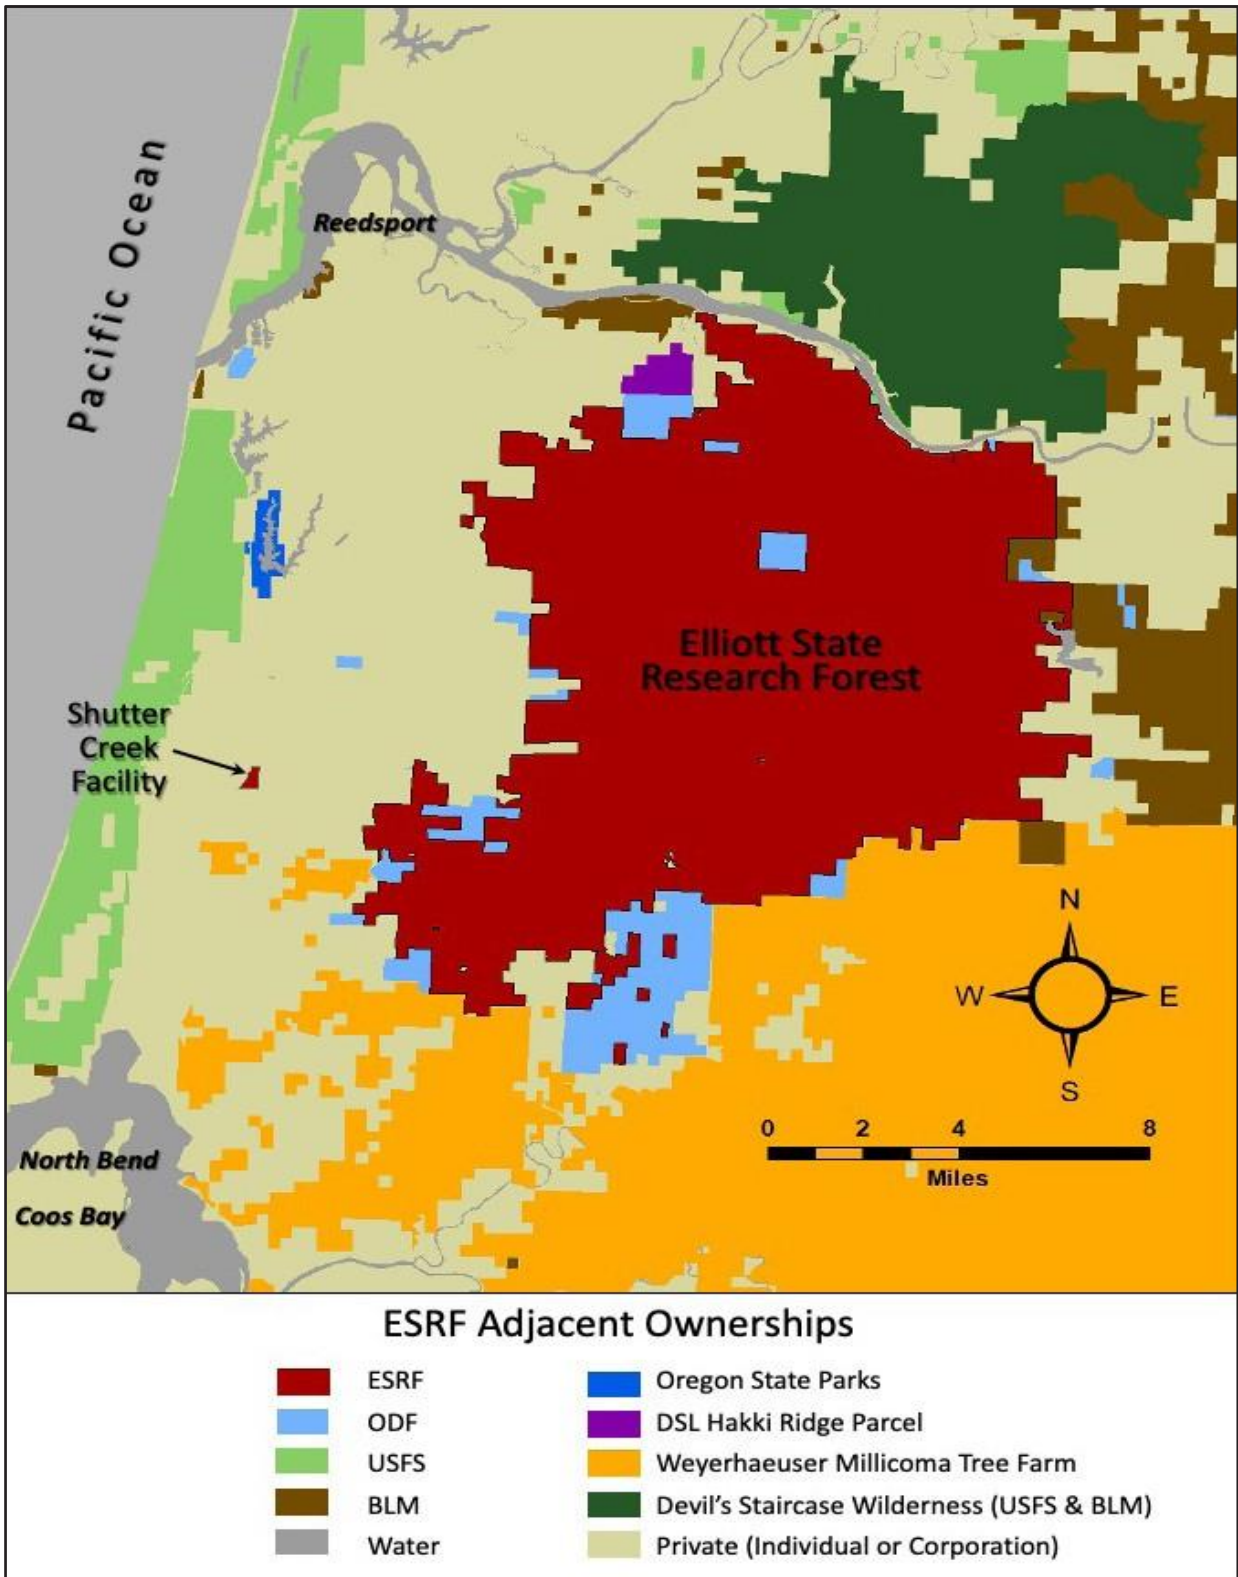 Pacific Ocean
Reedsport
Elliott State
Research Forest
Shutter
Creek
Facility
N
W E
S
0 2 4 8
Miles
North Bend
Coos Bay
ESRF Adjacent Ownerships
ESRF
ODF
USFS
BLM
Water
Oregon State Parks
DSL Hakki Ridge Parcel
Weyerhaeuser Millicoma Tree Farm
Devil's Staircase Wilderness (USFS & BLM)
Private (Individual or Corporation)